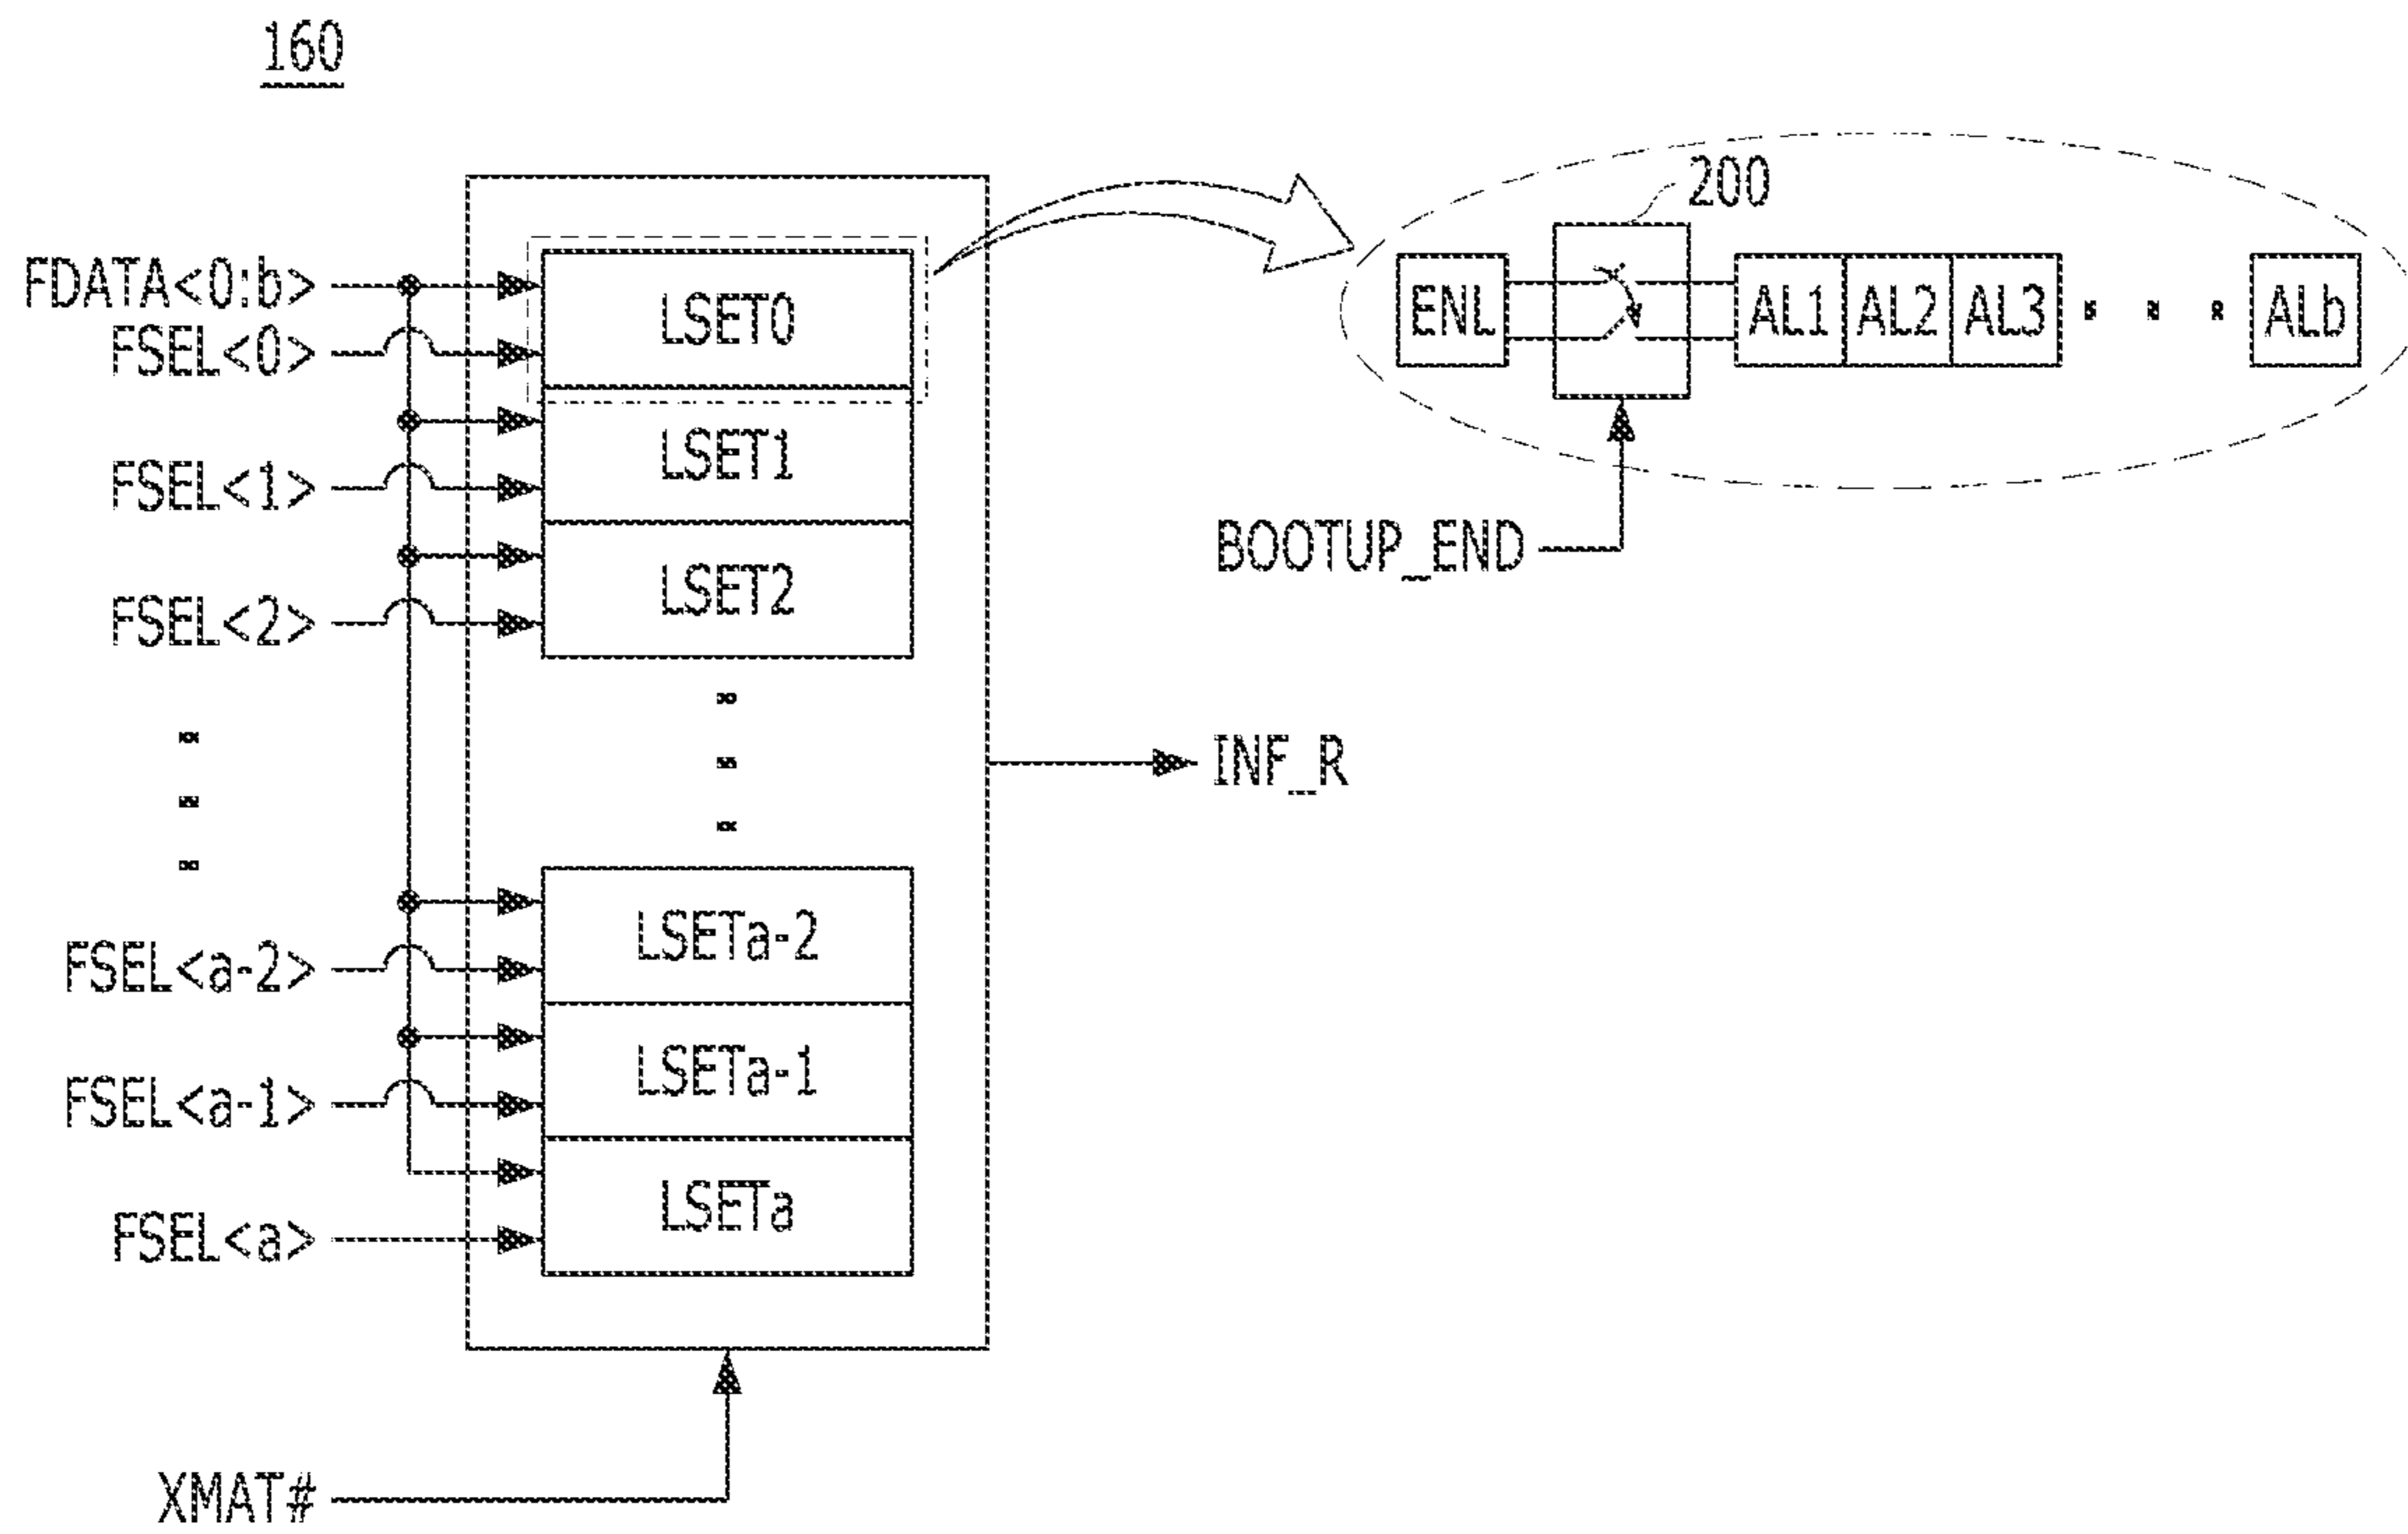 160
200
FDATA<0:b>
LSET0
ENL
AL1
AL2
AL3
ALb
FSEL<0>
LSET1
FSEL<1>
BOOTUP_END
LSET2
FSEL<2>
INF_R
LSETa-2
FSEL<a-2>
LSETa-1
FSEL<a-1>
LSETa
FSEL<a>
XMAT#